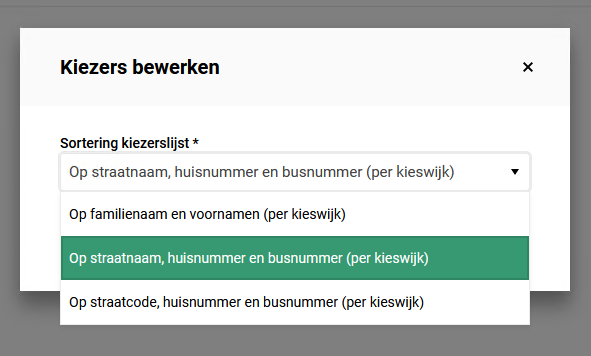 Kiezers bewerken
Sortering kiezerslijst *
Op straatnaam, huisnummer en busnummer (per kieswijk)
Op familienaam en voornamen (per kieswijk)
Op straatnaam, huisnummer en busnummer (per kieswijk)
Op straatcode, huisnummer en busnummer (per kieswijk)